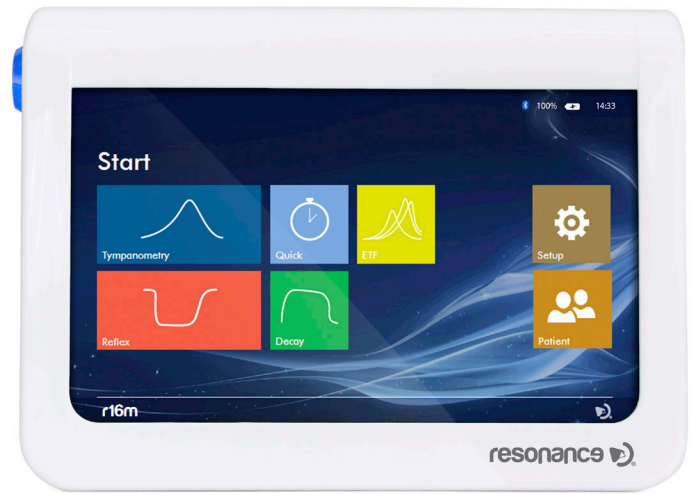 100% 14:33
Start
Tympanometry Quick ETF Setup
Reflex Decay Patient
r16m
resonance